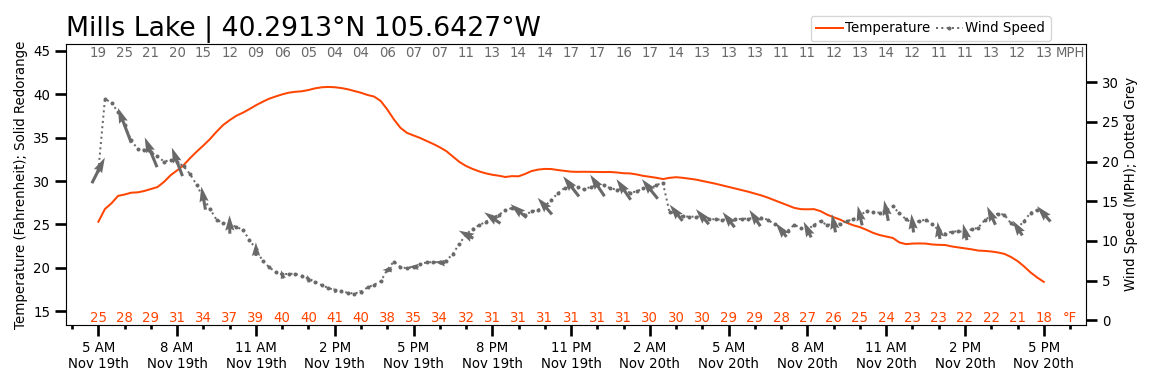 Mills Lake | 40.2913°N 105.6427°W
Temperature Wind Speed
19 25 21 20 15 12 09 06 05 04 04 06 07 07 11 13 14 14 17 17 16 17 14 13 13 13 11 12 13 14 12 11 11 13 12 13 MPH
Temperature (Fahrenheit); Solid Redorange
45
40
35
30
25
20
15
30
25
20
15
10
5
0
Wind Speed (MPH); Dotted Grey
25 28 29 31 34 37 39 40 40 41 40 38 35 34 32 31 31 31 31 31 31 30 30 30 29 29 28 27 26 25 24 23 23 22 22 21 18 °F
5 AM 8 AM 11 AM 2 PM 5 PM 8 PM 11 PM 2 AM 5 AM 8 AM 11 AM 2 PM 5 PM
Nov 19th Nov 19th Nov 19th Nov 19th Nov 19th Nov 19th Nov 19th Nov 20th Nov 20th Nov 20th Nov 20th Nov 20th Nov 20th